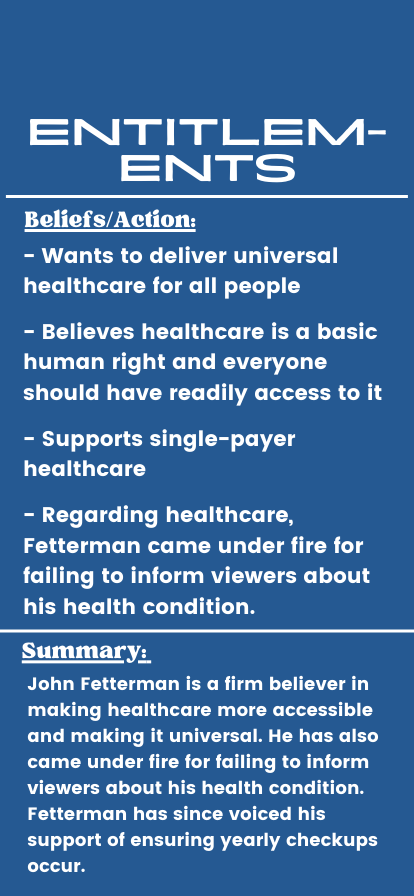 ENTITLEM-
ENTS
Beliefs/Action:
- Wants to deliver universal
healthcare for all people
- Believes healthcare is a basic
human right and everyone
should have readily access to it
- Supports single-payer
healthcare
- Regarding healthcare,
Fetterman came under fire for
failing to inform viewers about
his health condition.
Summary:
John Fetterman is a firm believer in
making healthcare more accessible
and making it universal. He has also
came under fire for failing to inform
viewers about his health condition.
Fetterman has since voiced his
support of ensuring yearly checkups
occur.